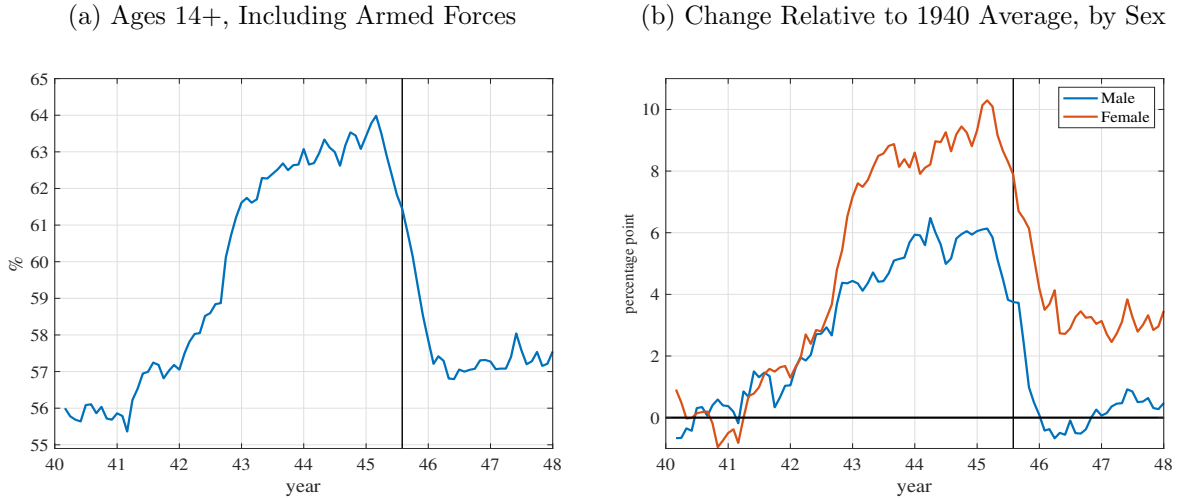 (a) Ages 14+, Including Armed Forces
65
64
63
62
61
60
59
58
57
56
55
%
40 41 42 43 44 45 46 47 48
year
(b) Change Relative to 1940 Average, by Sex
10
8
6
4
2
0
percentage point
Male
Female
40 41 42 43 44 45 46 47 48
year